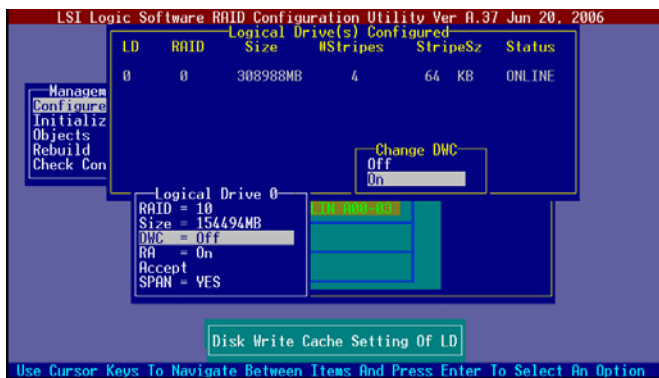 LSI Logic Software RAID Configuration Utility Ver A.37 Jun 20, 2006
Logical Drive(s) Configured
LD RAID Size #Stripes StripeSz Status
0 0 308988MB 4 64 KB ONLINE
Managem
Configure
Initializ
Objects
Rebuild
Check Con
Change DWC
Off
On
Logical Drive 0
RAID = 10
Size = 154494MB
DWC = Off
RA = On
Accept
SPAN = YES
LIN A00-03
Disk Write Cache Setting Of LD
Use Cursor Keys To Navigate Between Items And Press Enter To Select An Option